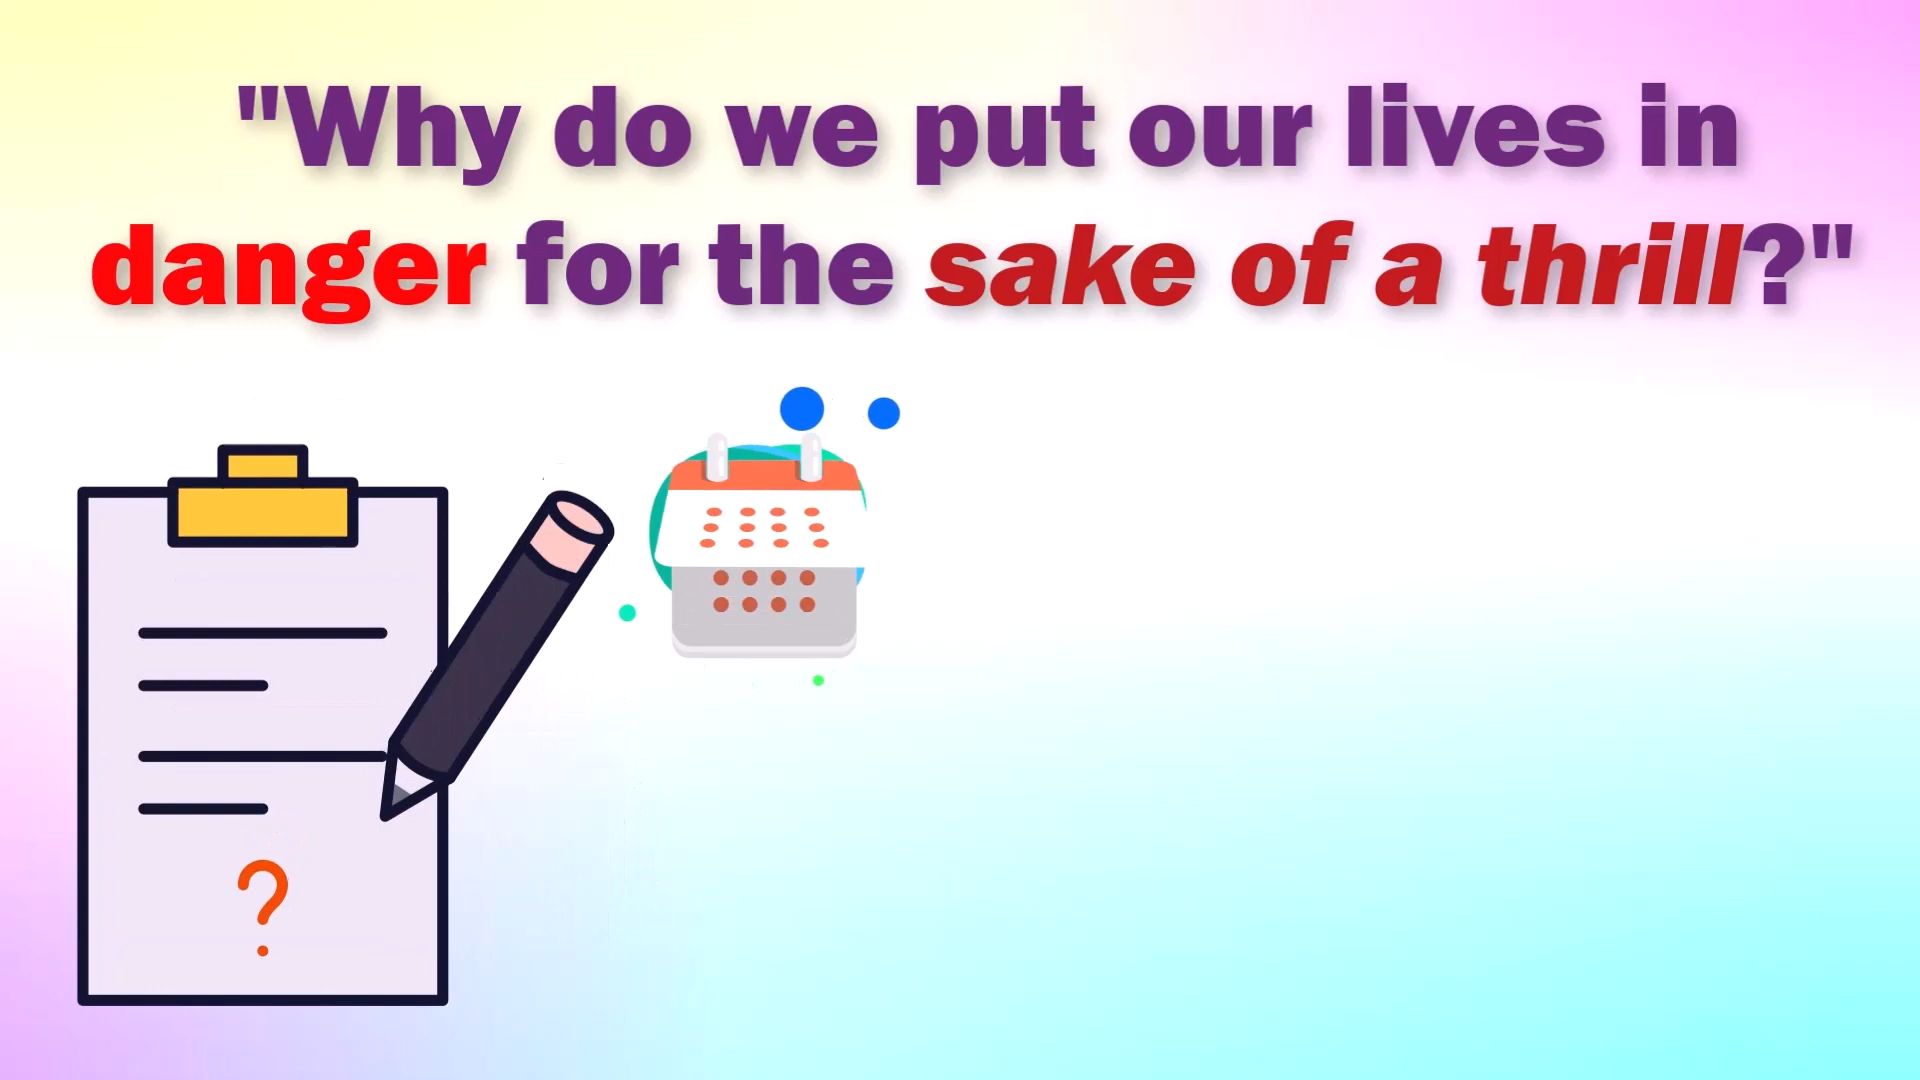 "Why do we put our lives in
danger for the sake of a thrill?"
?